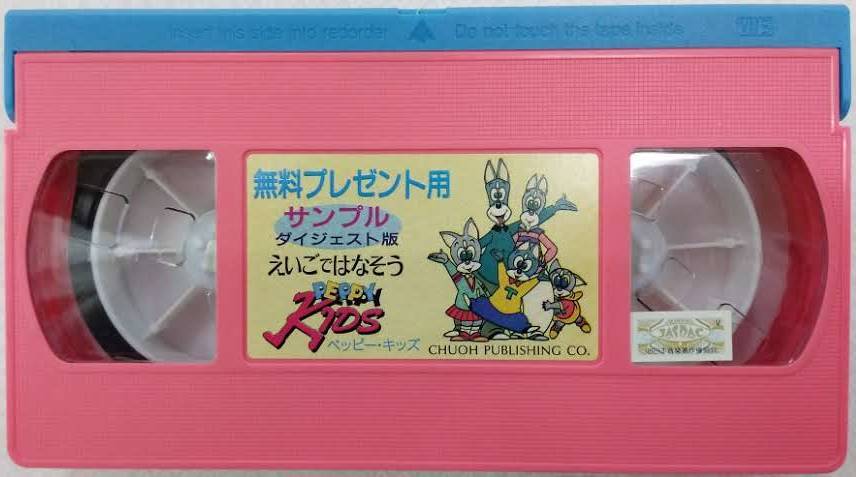 Insert this side into recorder
Do not touch the tape inside
VHS
無料プレゼント用
サンプル
ダイジェスト版
えいごではなそう
PEPPY
KIDS
ペッピー・キッズ
T
CHUOH PUBLISHING CO.
JASRAC